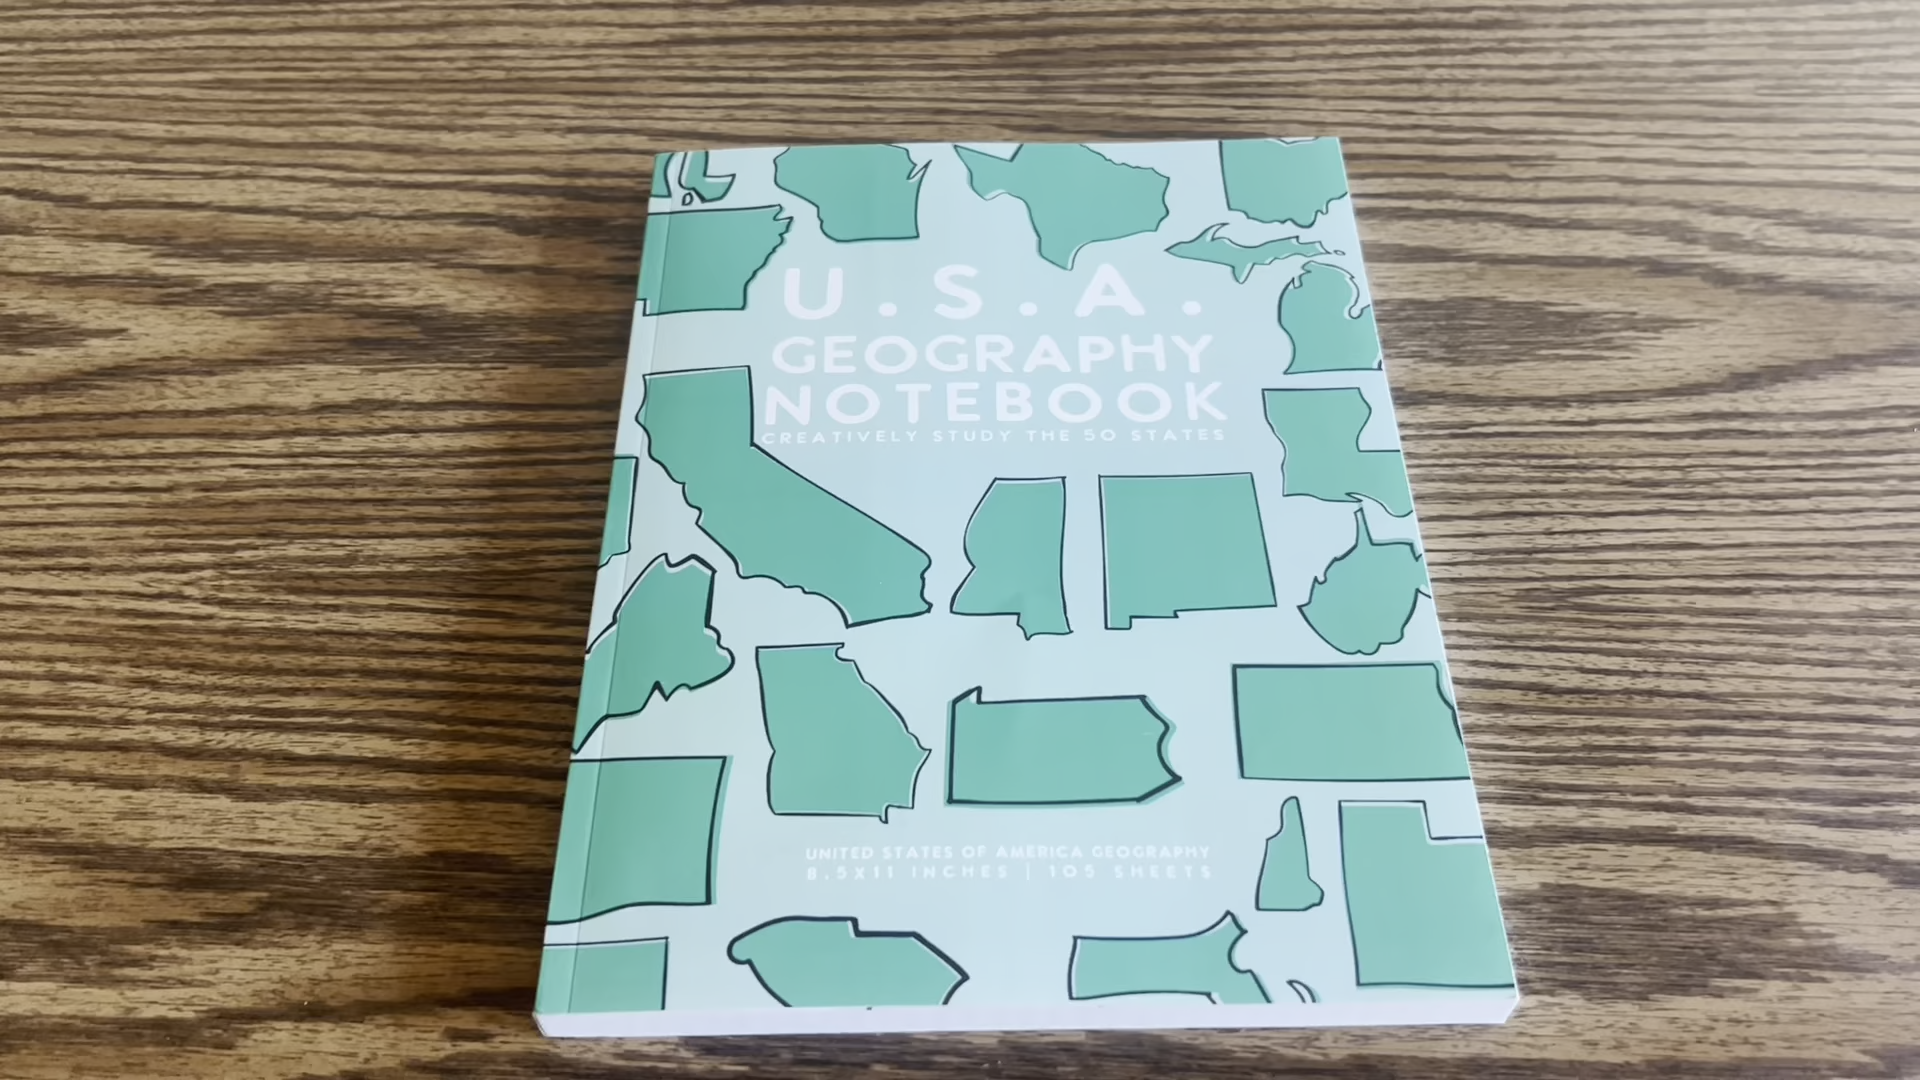 U.S.A.
GEOGRAPHY
NOTEBOOK
CREATIVELY STUDY THE 50 STATES
UNITED STATES OF AMERICA GEOGRAPHY
8.5X11 INCHES | 105 SHEETS